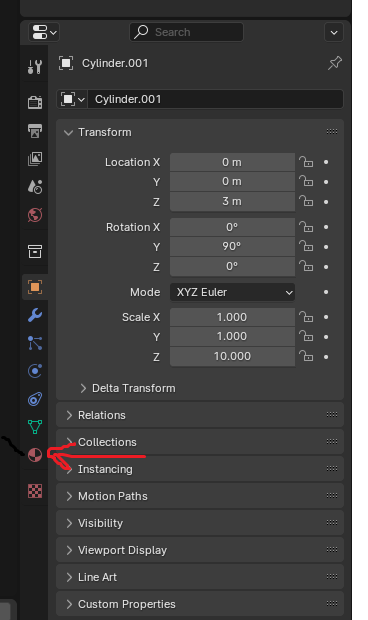 Search
Cylinder.001
Cylinder.001
Transform
Location X 0 m
Y 0 m
Z 3 m
Rotation X 0°
Y 90°
Z 0°
Mode XYZ Euler
Scale X 1.000
Y 1.000
Z 10.000
Delta Transform
Relations
Collections
Instancing
Motion Paths
Visibility
Viewport Display
Line Art
Custom Properties